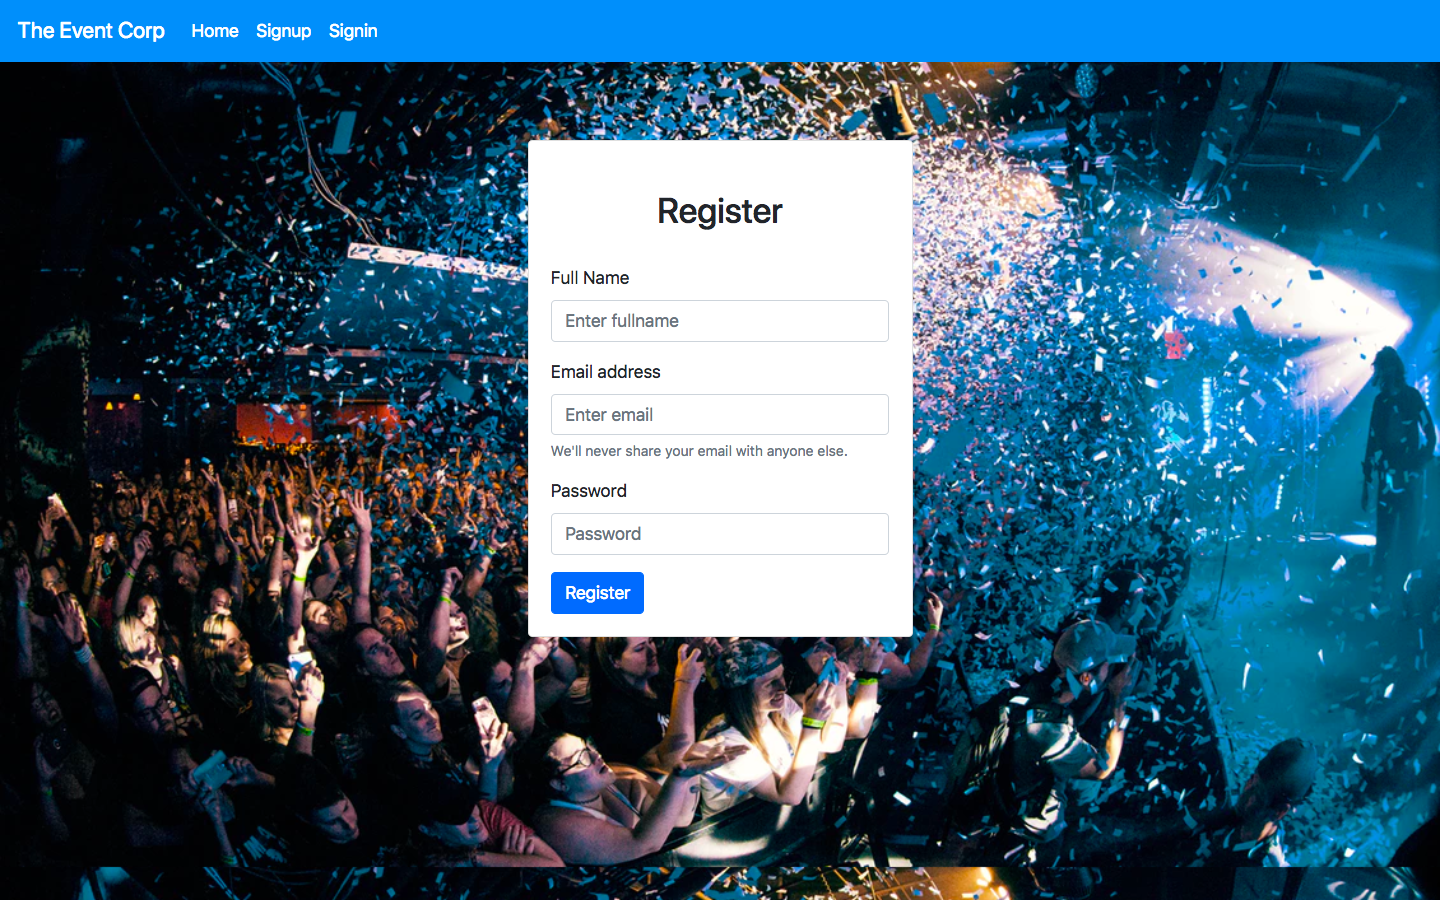 The Event Corp Home Signup Signin
Register
Full Name
Enter fullname
Email address
Enter email
We'll never share your email with anyone else.
Password
Password
Register